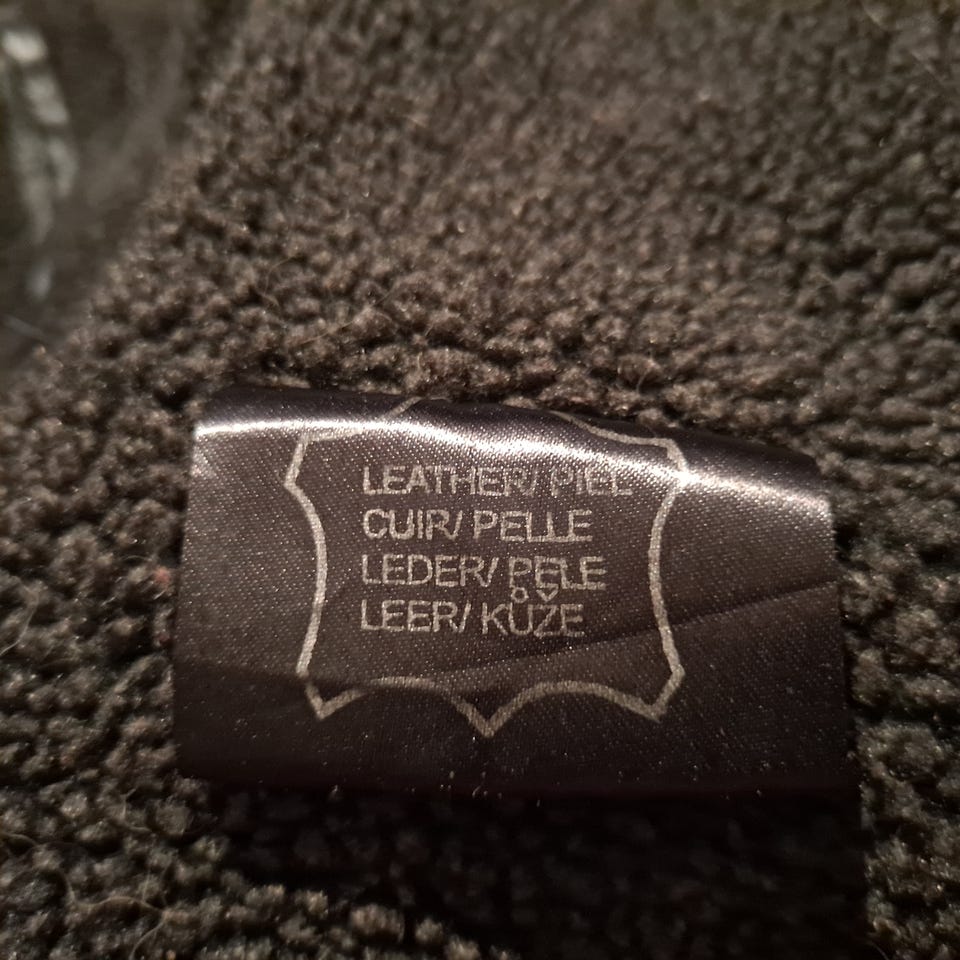 LEATHER/ PIEL
CUIR/ PELLE
LEDER/ PELE
LEER/ KŮŽE